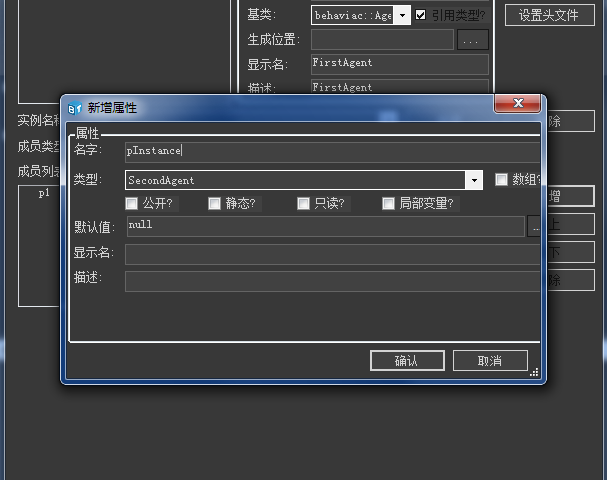 基类: behaviac::Age 引用类型? 设置头文件
生成位置: ...
显示名: FirstAgent
描述: FirstAgent
新增属性
实例名称
除
成员类型
成员列表
p1
增
上
下
除
属性
名字: pInstance
类型: SecondAgent 数组?
公开? 静态? 只读? 局部变量?
默认值: null ...
显示名:
描述:
确认 取消